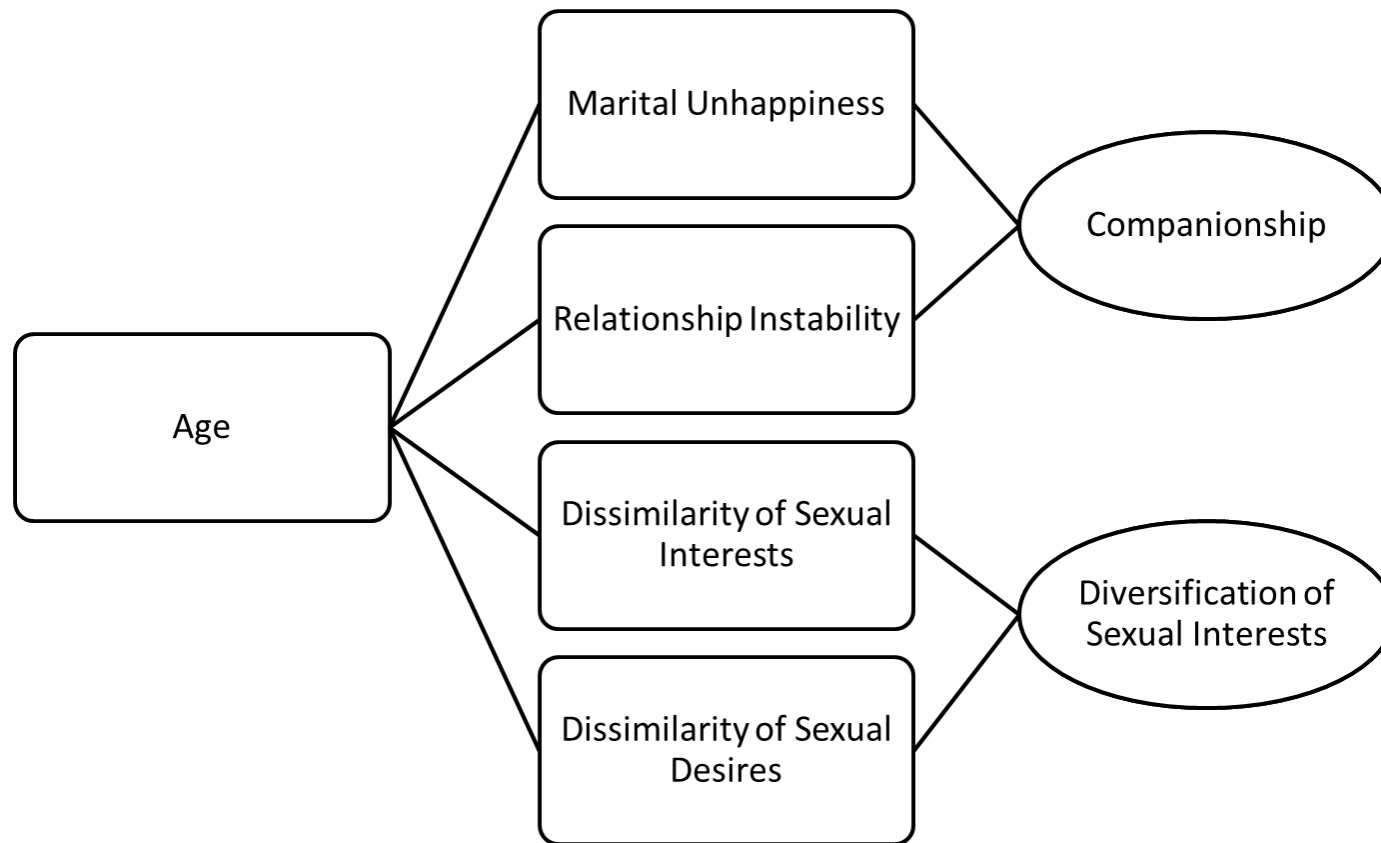 Marital Unhappiness
Companionship
Relationship Instability
Age
Dissimilarity of Sexual
Interests
Diversification of
Sexual Interests
Dissimilarity of Sexual
Desires